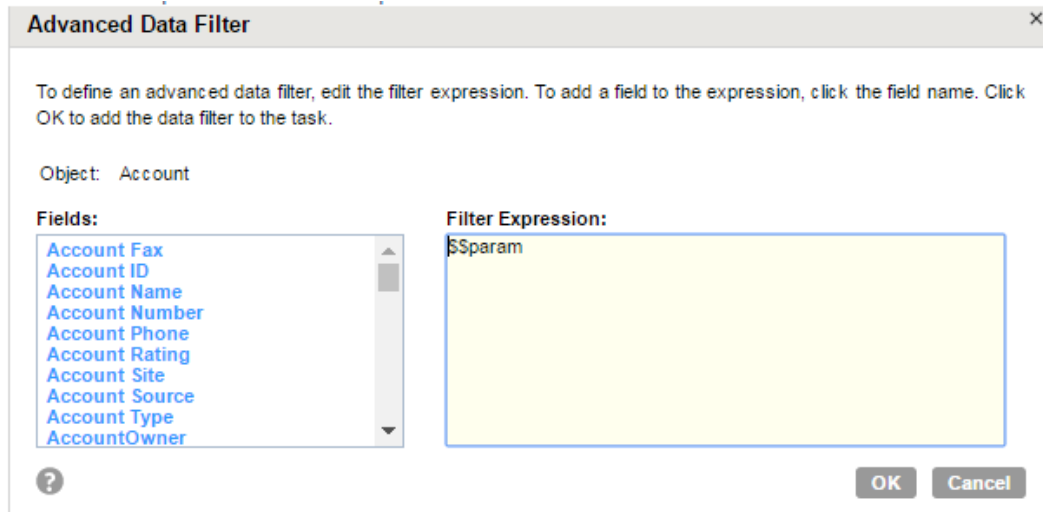 Advanced Data Filter
×
To define an advanced data filter, edit the filter expression. To add a field to the expression, click the field name. Click
OK to add the data filter to the task.
Object: Account
Fields:
Account Fax
Account ID
Account Name
Account Number
Account Phone
Account Rating
Account Site
Account Source
Account Type
AccountOwner
Filter Expression:
$$param
?
OK Cancel